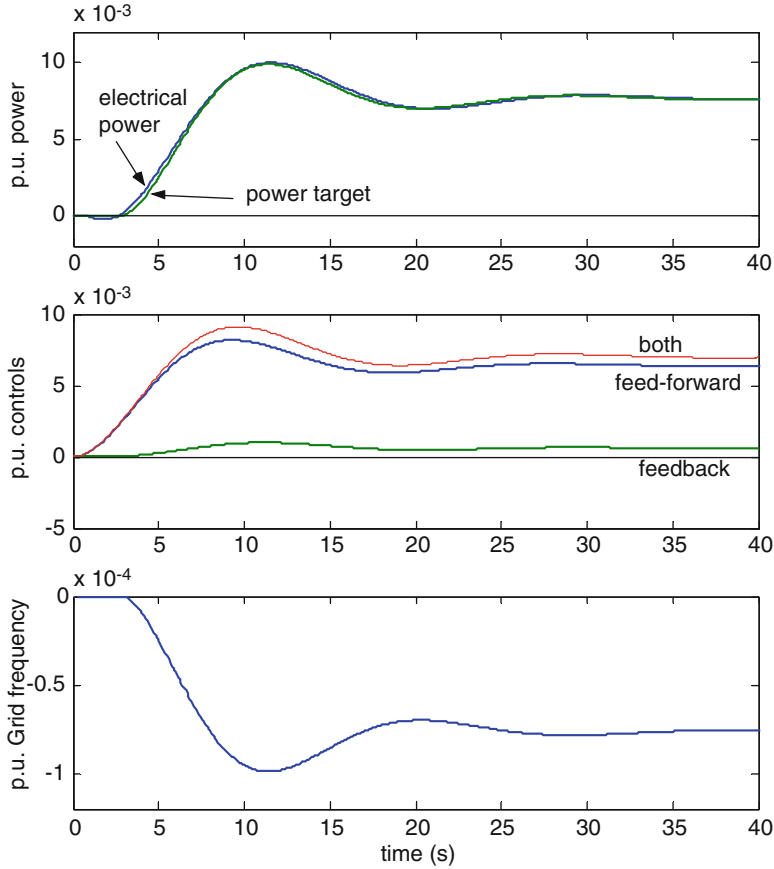 x 10-3
10
5
0
p.u. power
electrical
power
power target
0 5 10 15 20 25 30 35 40
x 10-3
10
5
0
-5
p.u. controls
both
feed-forward
feedback
0 5 10 15 20 25 30 35 40
x 10-4
0
-0.5
-1
p.u. Grid frequency
0 5 10 15 20 25 30 35 40
time (s)